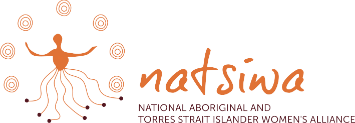 natsiwa
NATIONAL ABORIGINAL AND
TORRES STRAIT ISLANDER WOMEN'S ALLIANCE